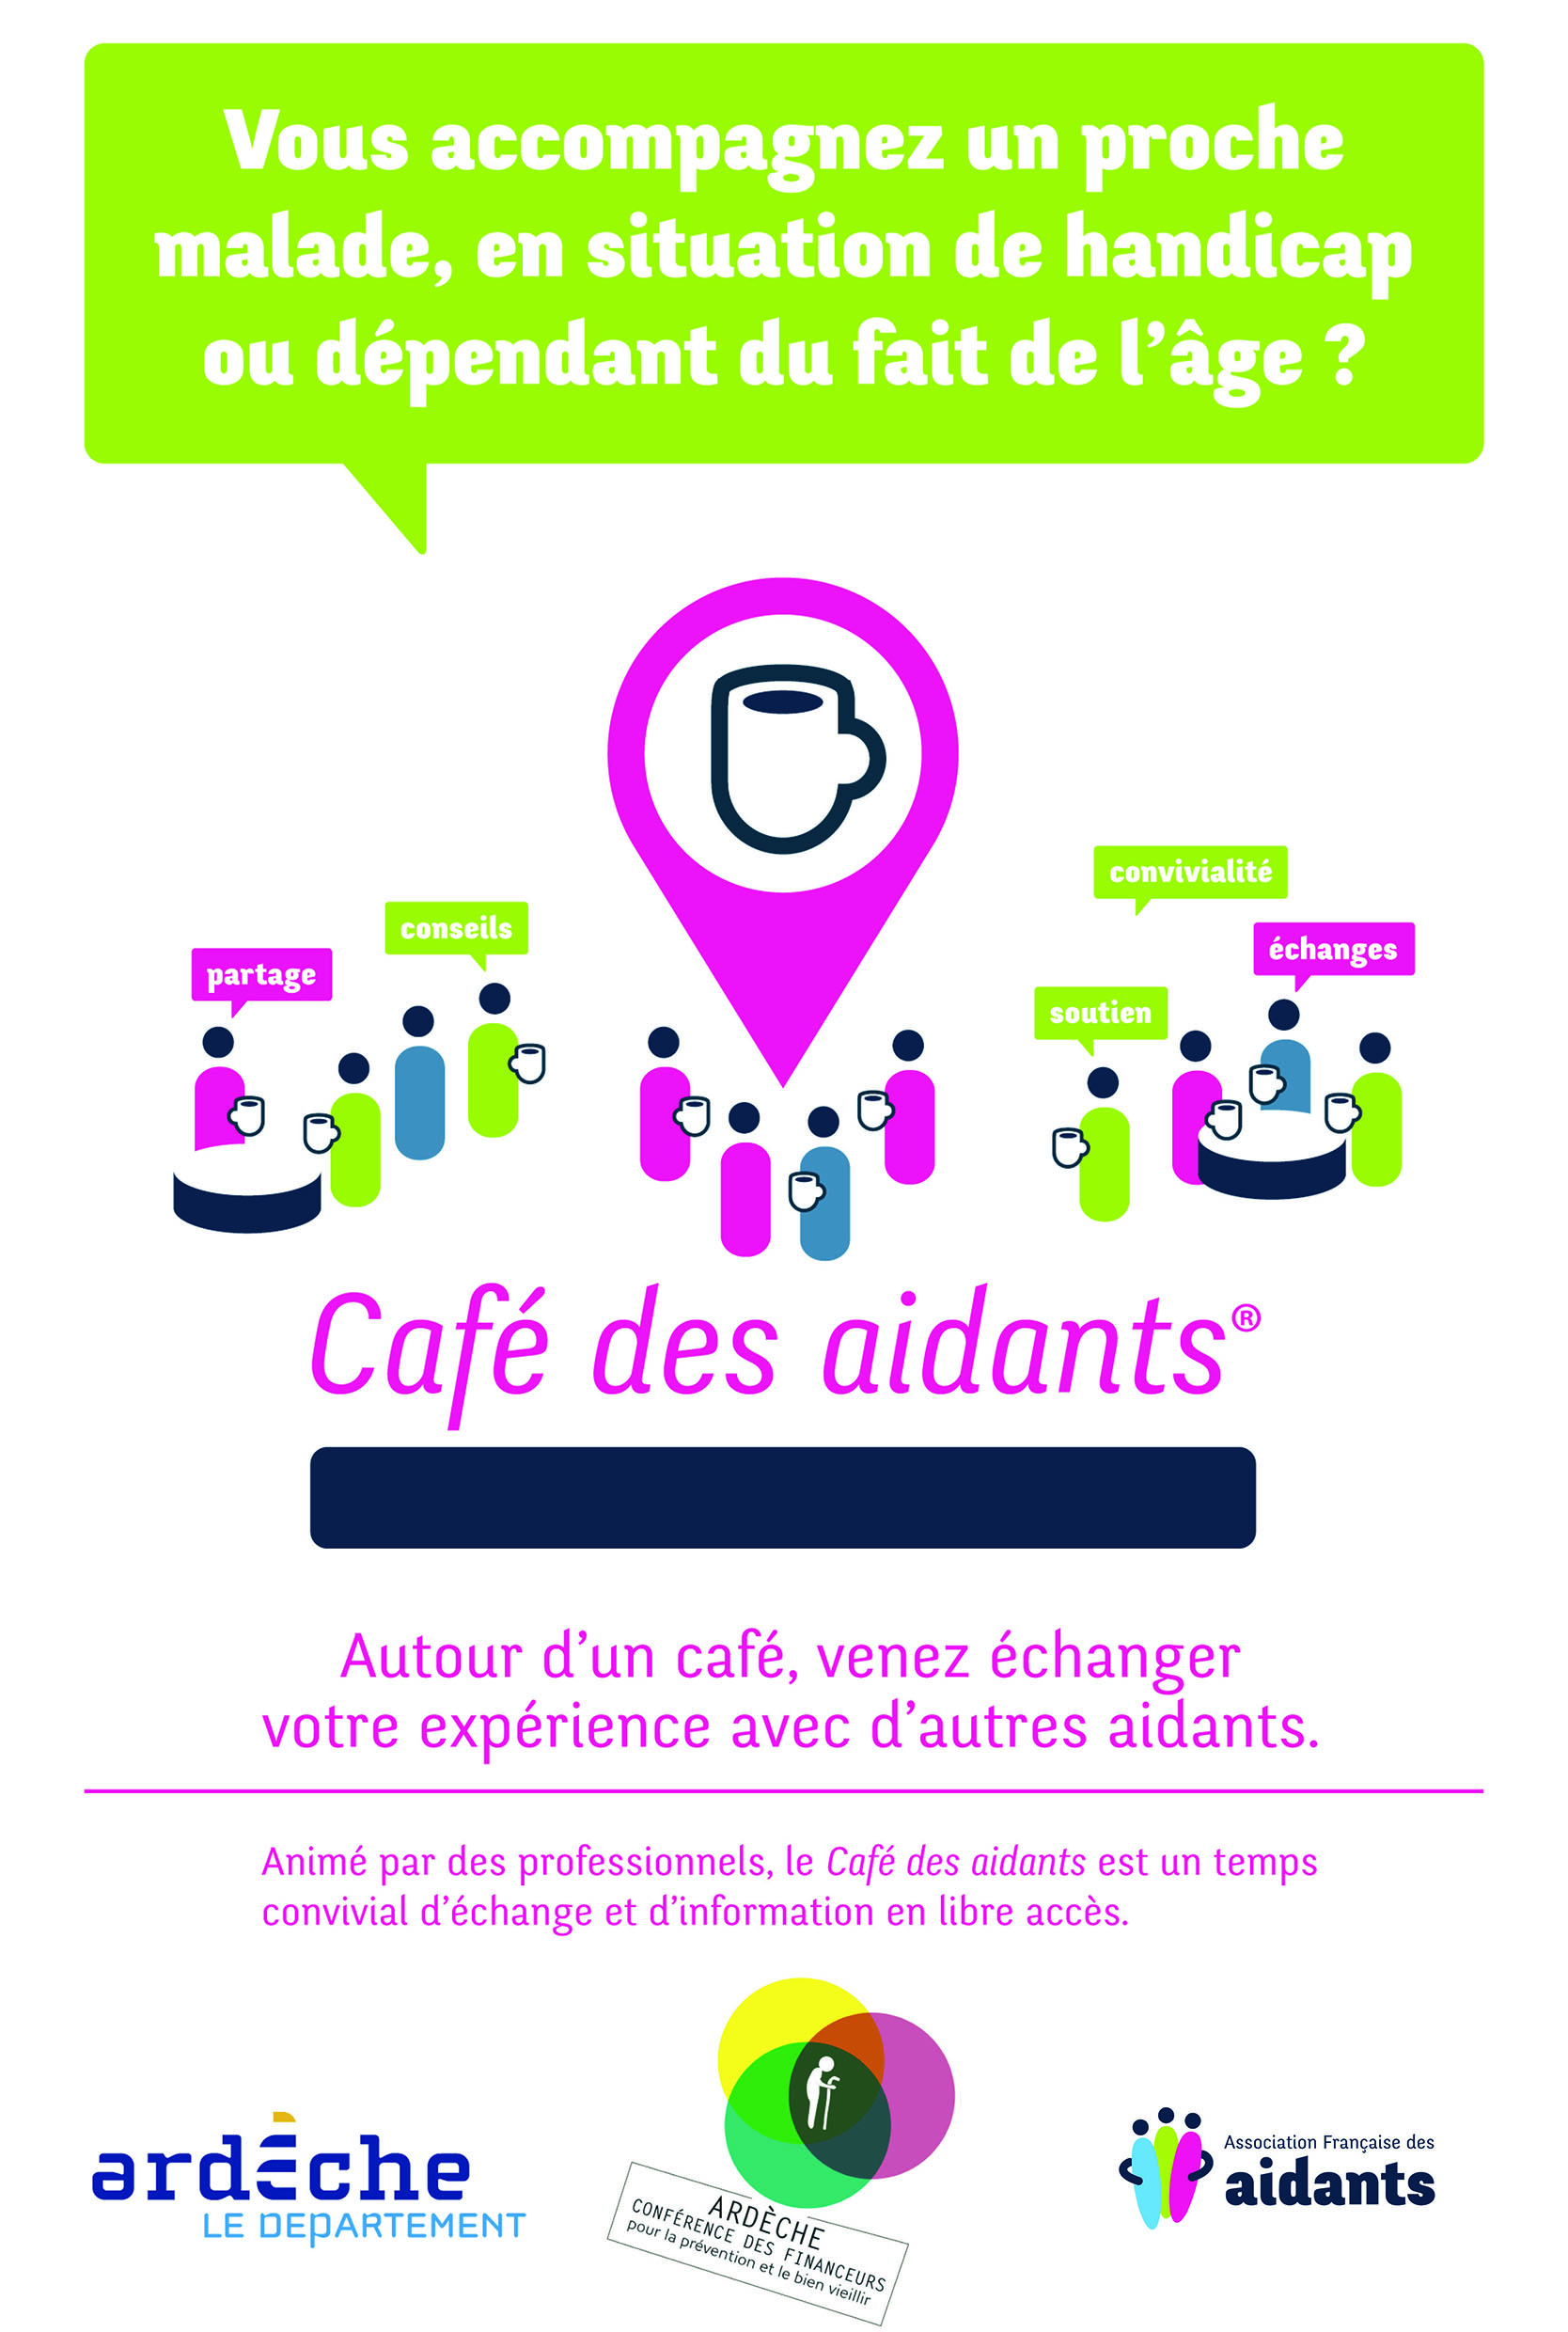 Vous accompagnez un proche
malade, en situation de handicap
ou dépendant du fait de l’âge ?
convivialité
conseils
échanges
partage
soutien
Café des aidants®
Autour d’un café, venez échanger
votre expérience avec d’autres aidants.
Animé par des professionnels, le Café des aidants est un temps
convivial d’échange et d’information en libre accès.
ardèche
LE DEPARTEMENT
ARDÈCHE
CONFÉRENCE DES FINANCEURS
pour la prévention et le bien vieillir
Association Française des
aidants